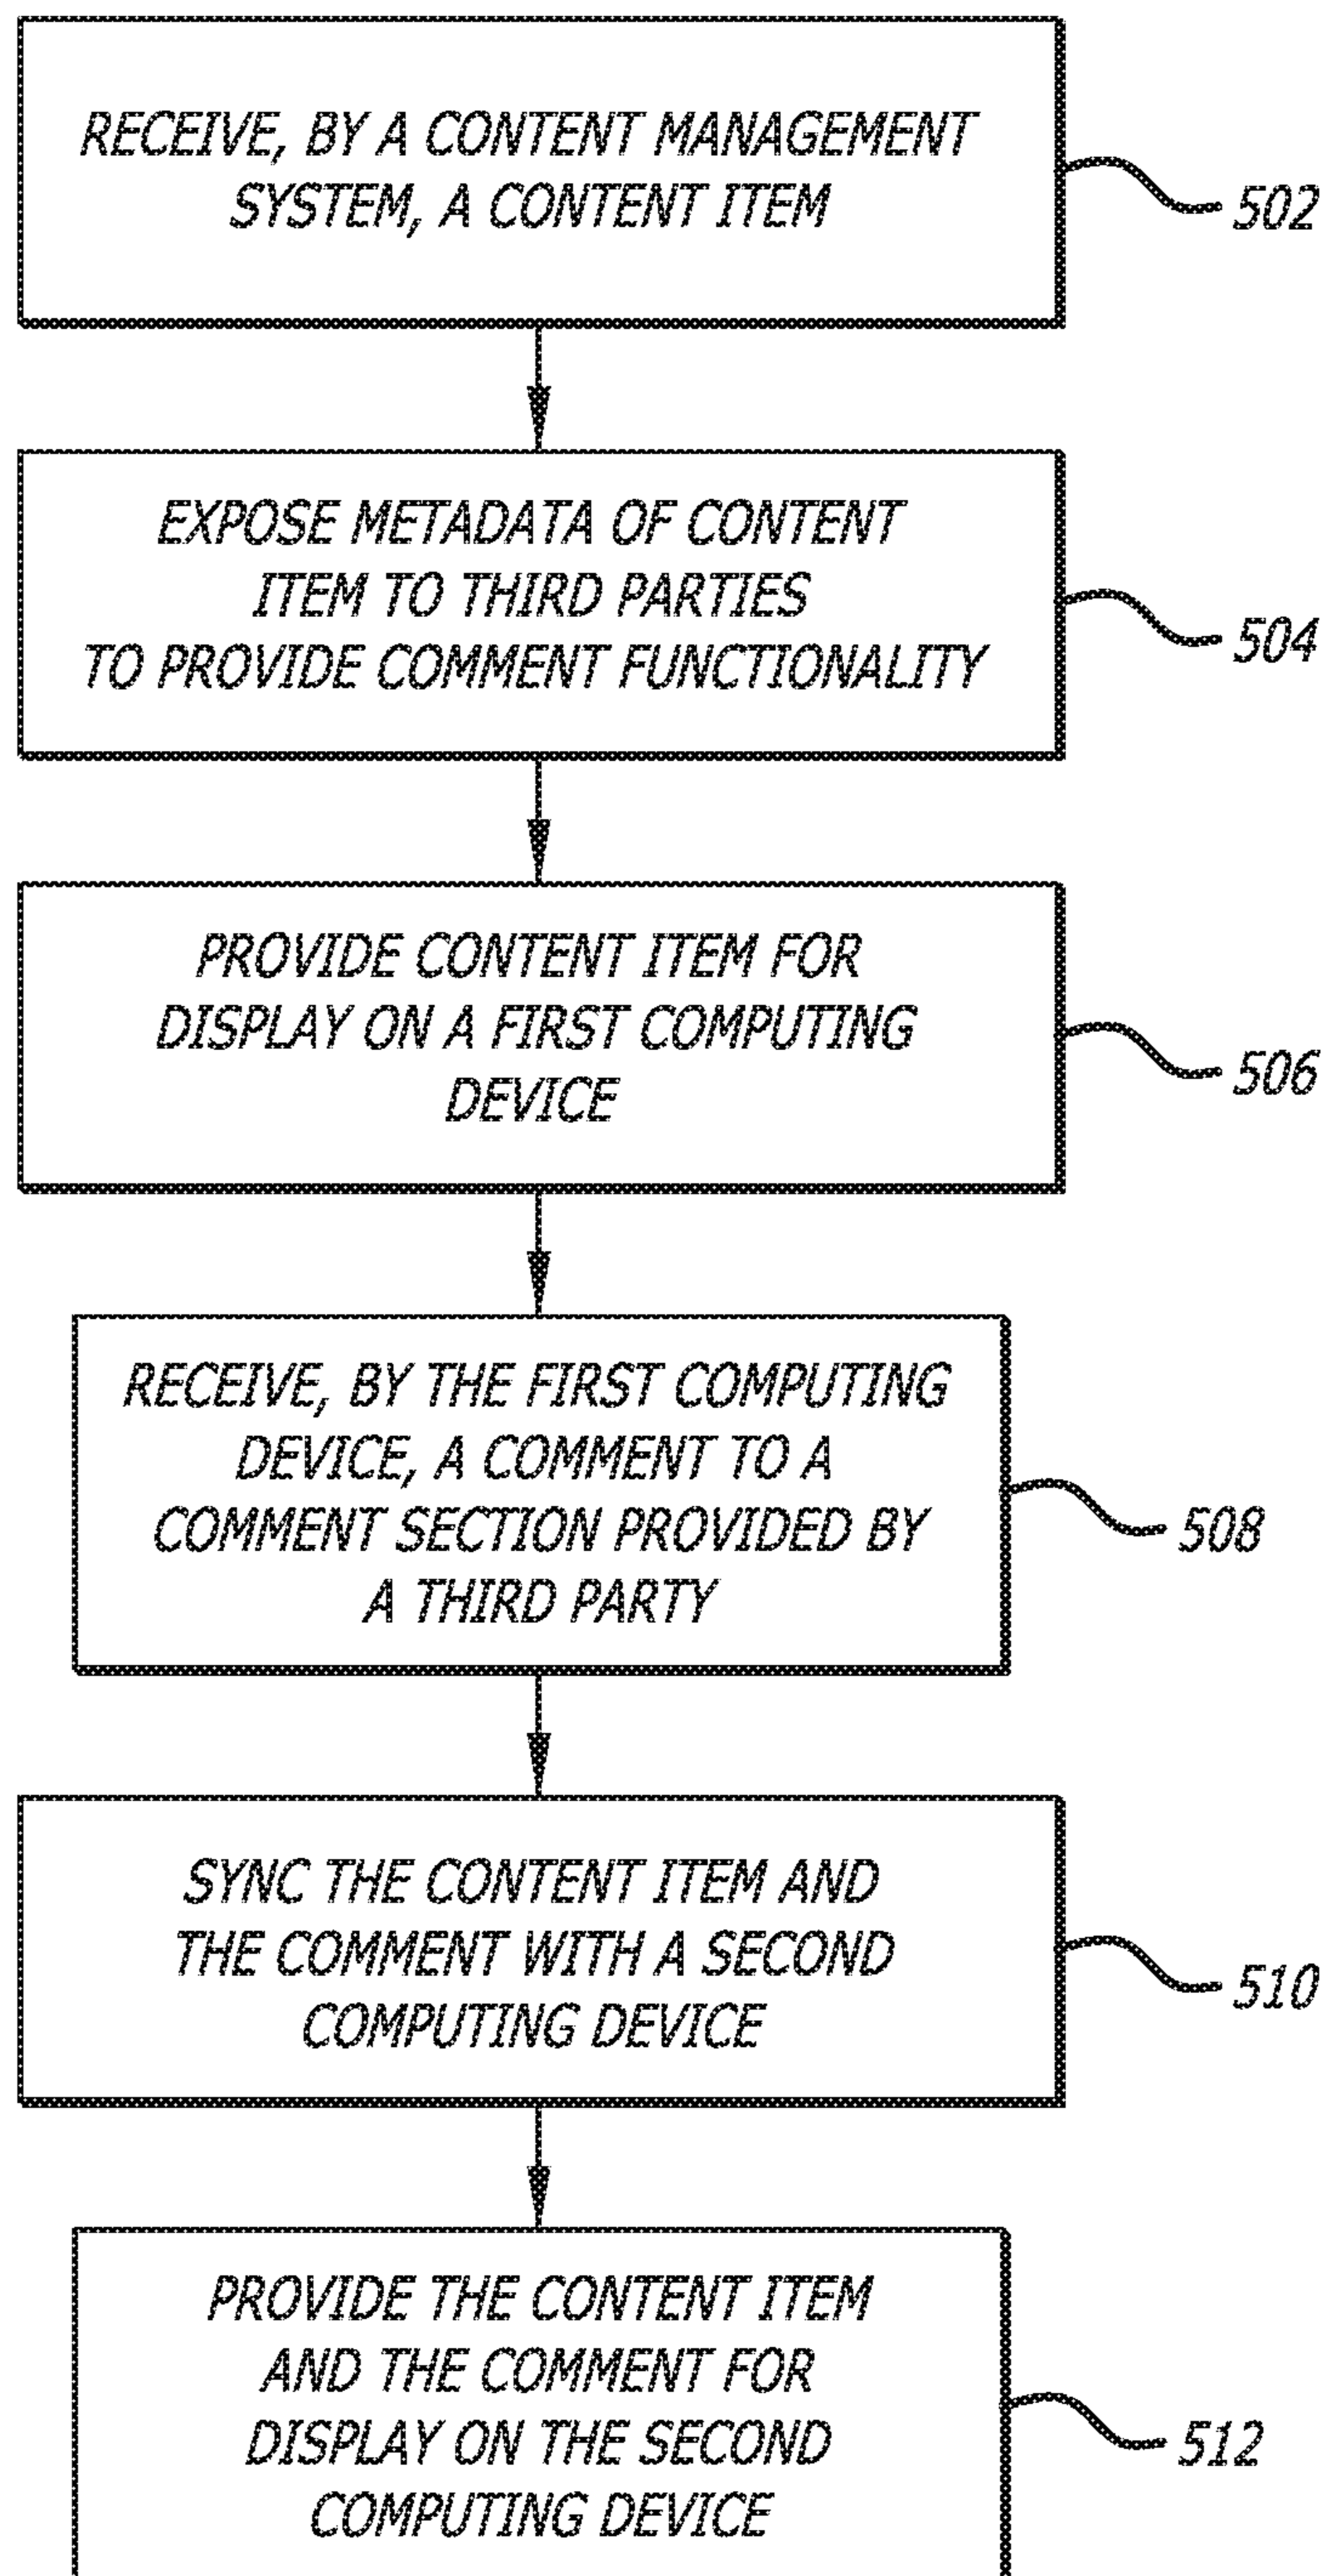 RECEIVE, BY A CONTENT MANAGEMENT
SYSTEM, A CONTENT ITEM
502
EXPOSE METADATA OF CONTENT
ITEM TO THIRD PARTIES
TO PROVIDE COMMENT FUNCTIONALITY
504
PROVIDE CONTENT ITEM FOR
DISPLAY ON A FIRST COMPUTING
DEVICE
506
RECEIVE, BY THE FIRST COMPUTING
DEVICE, A COMMENT TO A
COMMENT SECTION PROVIDED BY
A THIRD PARTY
508
SYNC THE CONTENT ITEM AND
THE COMMENT WITH A SECOND
COMPUTING DEVICE
510
PROVIDE THE CONTENT ITEM
AND THE COMMENT FOR
DISPLAY ON THE SECOND
COMPUTING DEVICE
512